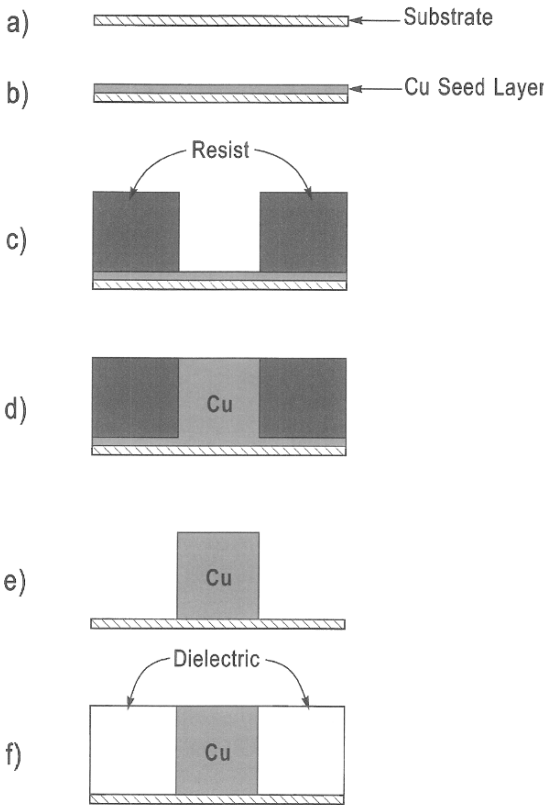 a)
Substrate
b)
Cu Seed Layer
Resist
c)
d)
Cu
e)
Cu
Dielectric
f)
Cu